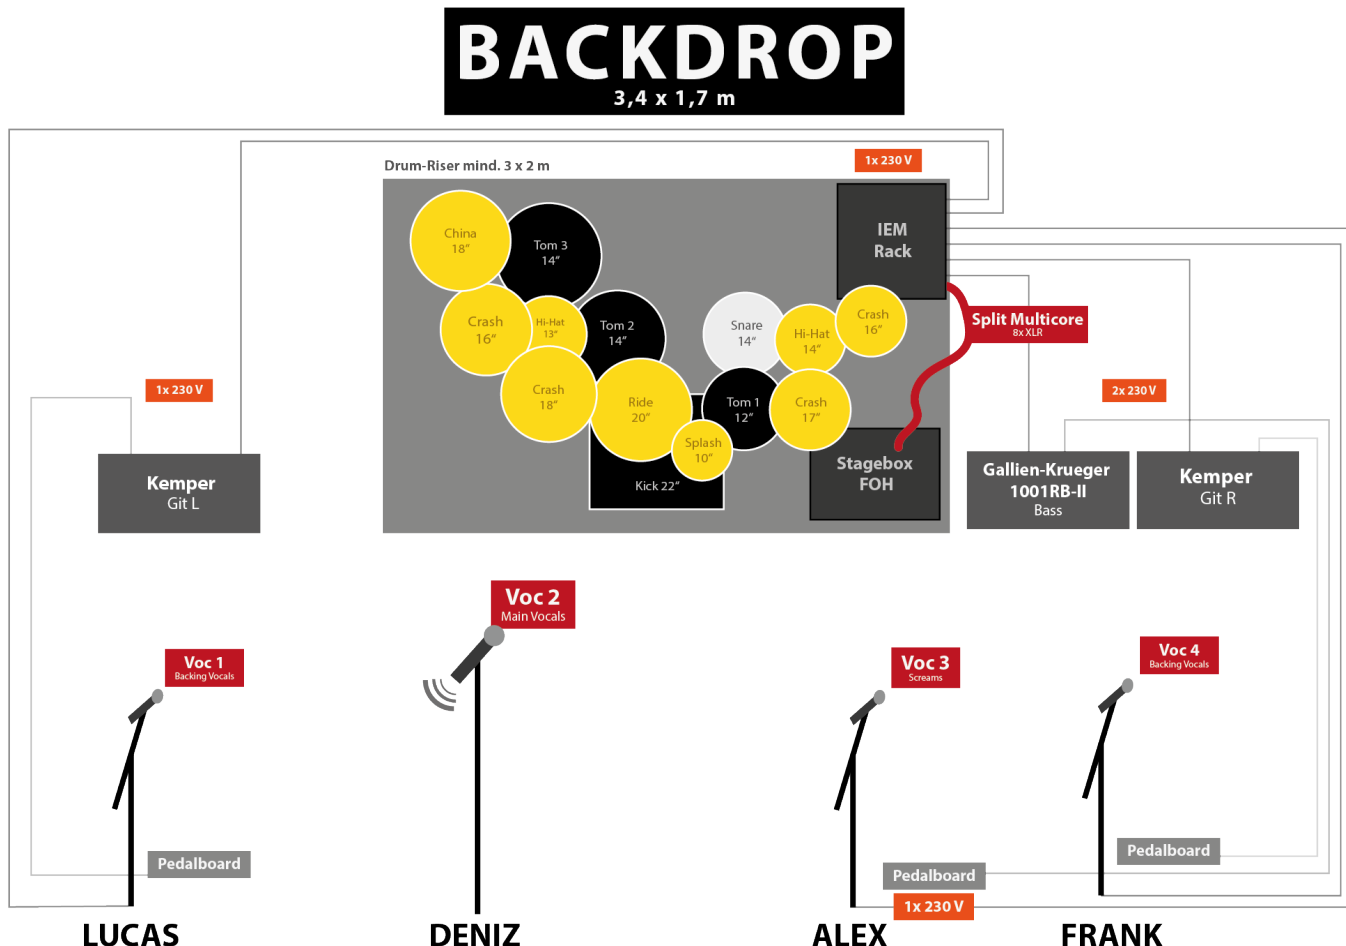 BACKDROP
3,4 x 1,7 m
Drum-Riser mind. 3 x 2 m
1x 230 V
China
18”
Tom 3
14”
IEM
Rack
Crash
16”
Hi-Hat
13”
Tom 2
14”
Snare
14”
Hi-Hat
14”
Crash
16”
Split Multicore
8x XLR
1x 230 V
Crash
18”
Ride
20”
Tom 1
12”
Crash
17”
2x 230 V
Splash
10”
Kick 22”
Stagebox
FOH
Kemper
Git L
Gallien-Krueger
1001RB-II
Bass
Kemper
Git R
Voc 2
Main Vocals
Voc 1
Backing Vocals
Voc 3
Screams
Voc 4
Backing Vocals
Pedalboard
Pedalboard
Pedalboard
1x 230 V
LUCAS
DENIZ
ALEX
FRANK